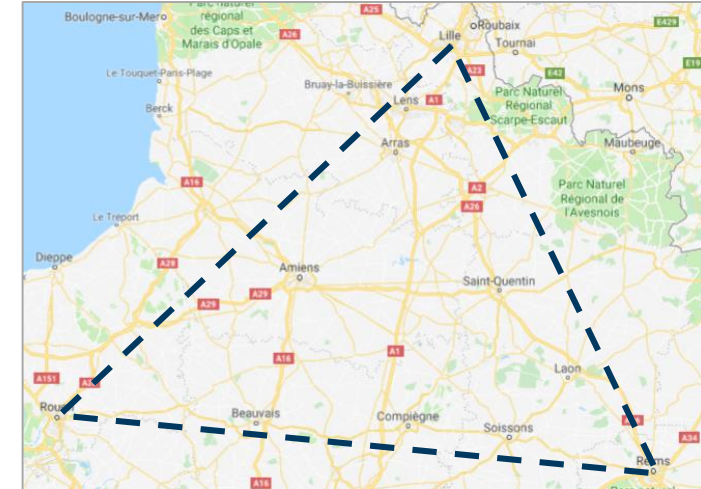 Boulogne-sur-Mer
régional
des Caps et
Marais d'Opale
A25
A26
Lille
Roubaix
Tournai
E429
E19
E42
A23
Le Touquet-Paris-Plage
Bruay-la-Buissière
Lens
A1
Parc Naturel
Régional
Scarpe-Escaut
Mons
Berck
Arras
Maubeuge
A16
A2
A26
Parc Naturel
Régional de
l'Avesnois
Le Tréport
Dieppe
A28
Amiens
Saint-Quentin
A29
A29
A16
A1
Laon
A151
Beauvais
Compiègne
Soissons
A34
Reims
A16